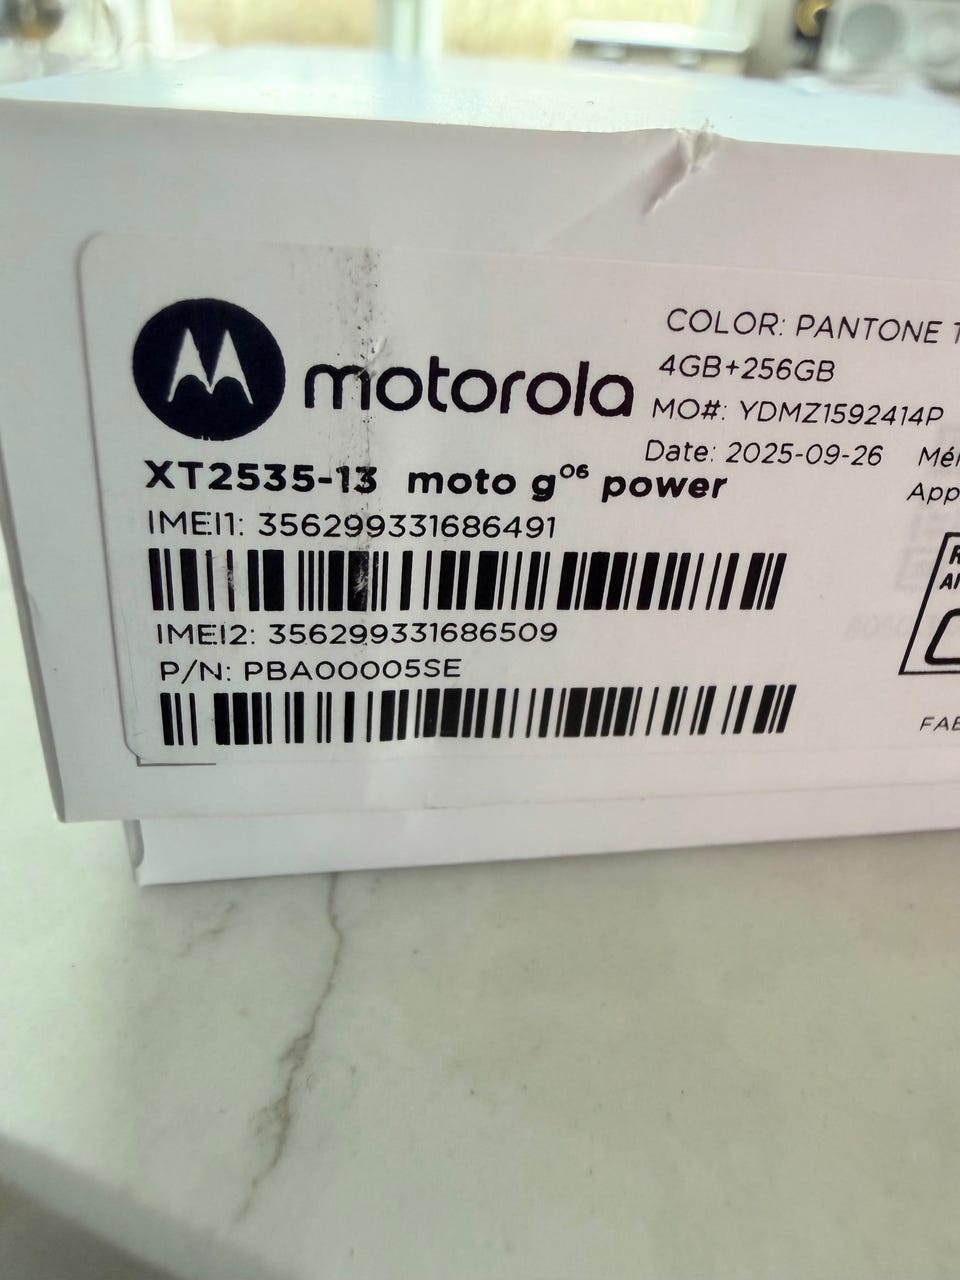 motorola
COLOR: PANTONE
4GB+256GB
MO#: YDMZ1592414P
Date: 2025-09-26
XT2535-13 moto g06 power
IMEI1: 356299331686491
IMEI2: 356299331686509
P/N: PBA00005SE